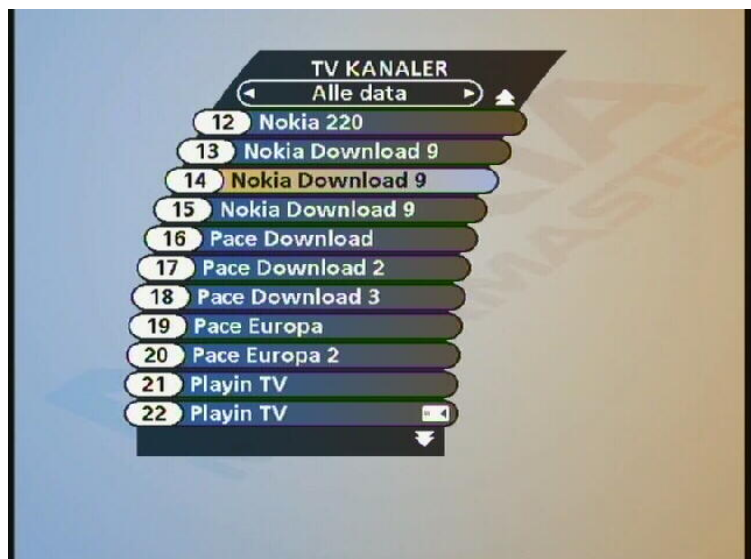 TV KANALER
Alle data
12 Nokia 220
13 Nokia Download 9
14 Nokia Download 9
15 Nokia Download 9
16 Pace Download
17 Pace Download 2
18 Pace Download 3
19 Pace Europa
20 Pace Europa 2
21 Playin TV
22 Playin TV